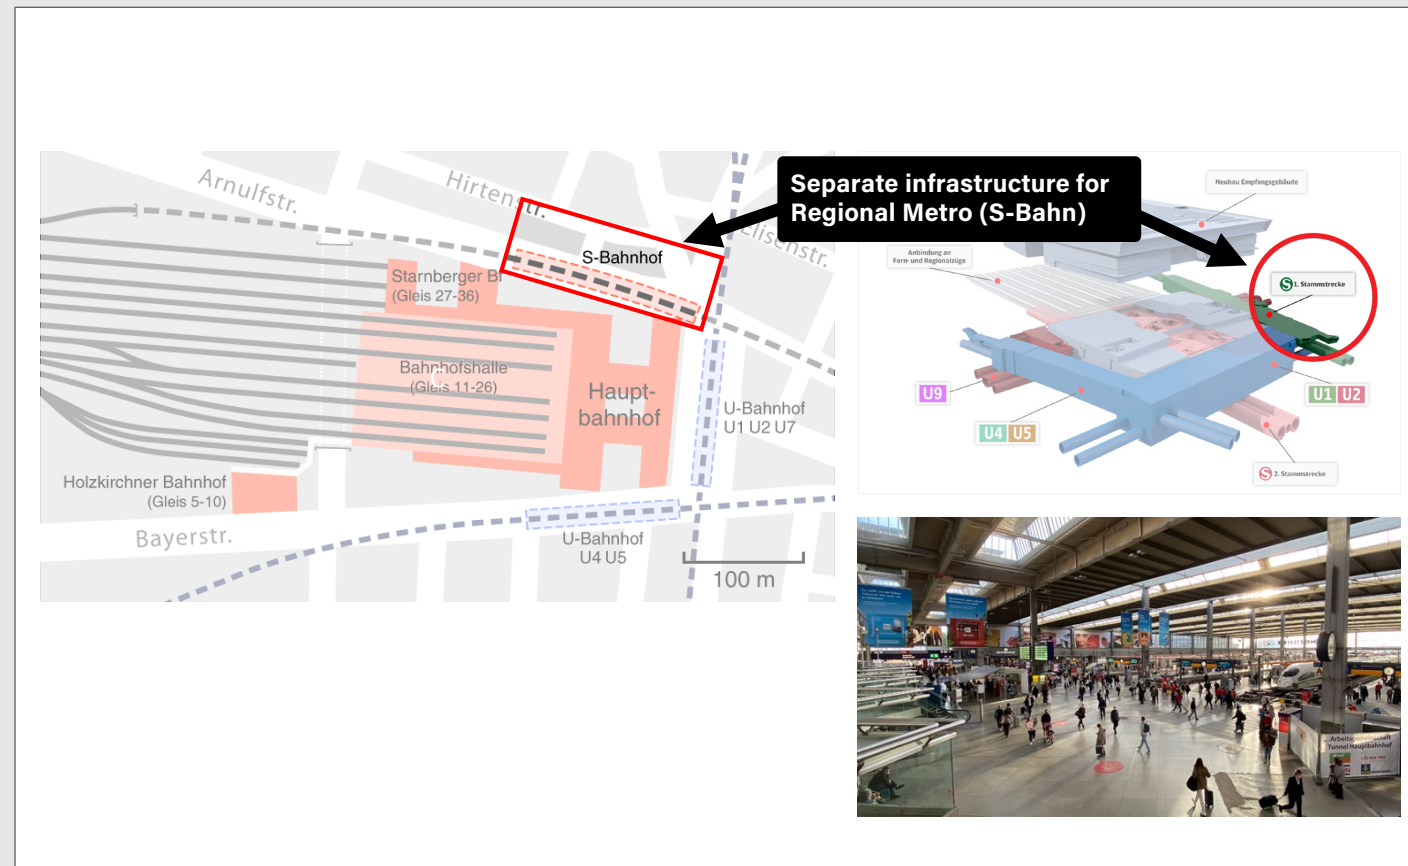 Separate infrastructure for
Regional Metro (S-Bahn)
Arnulfstr.
Hirtenstr.
Elisenstr.
S-Bahnhof
Starnberger Bf
(Gleis 27-36)
Bahnhofshalle
(Gleis 11-26)
Haupt-
bahnhof
U-Bahnhof
U1 U2 U7
Holzkirchner Bahnhof
(Gleis 5-10)
Bayerstr.
U-Bahnhof
U4 U5
100 m
Neubau Empfangsgebäude
Anbindung an
Fern- und Regionalzüge
S 1. Stammstrecke
U9
U1 U2
U4 U5
S 2. Stammstrecke
Arbeitsgemeinschaft
Tunnel Hauptbahnhof